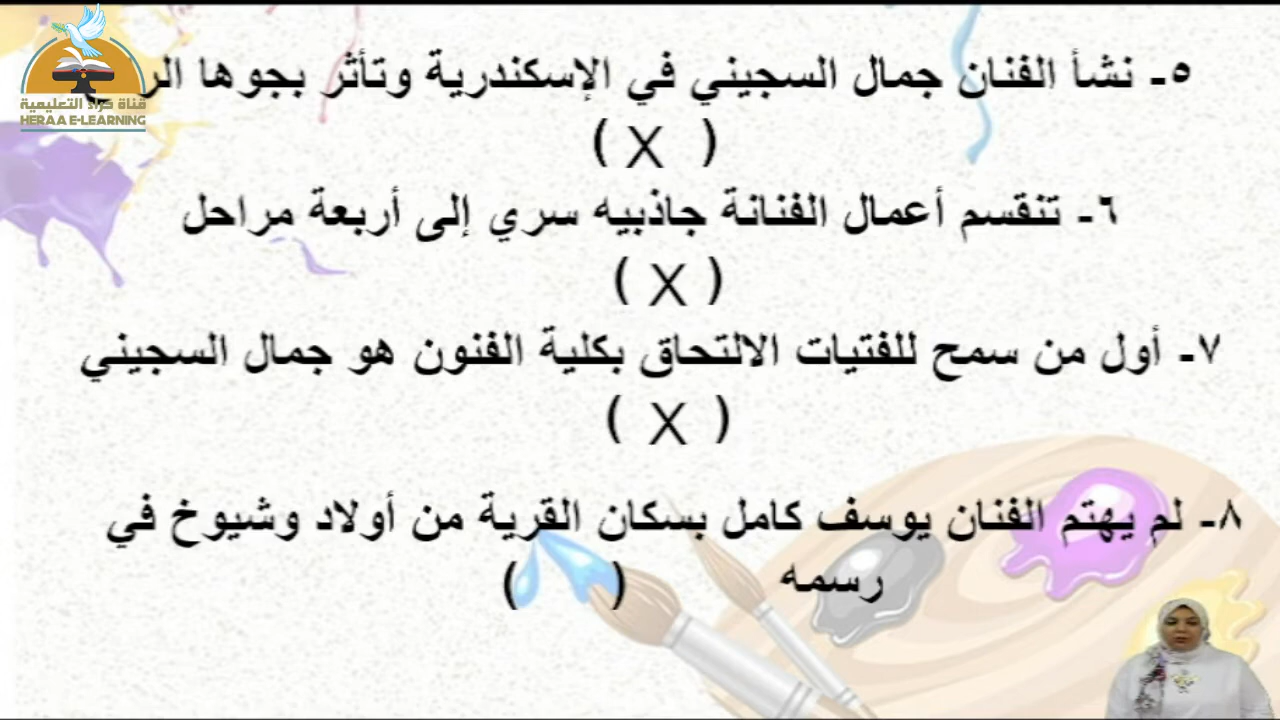 قناة حراء التعليمية
HERAA E-LEARNING
٥- نشأ الفنان جمال السجيني في الإسكندرية وتأثر بجوها
( X )
٦- تنقسم أعمال الفنانة جاذبيه سري إلى أربعة مراحل
( X )
٧- أول من سمح للفتيات الالتحاق بكلية الفنون هو جمال السجيني
( X )
٨- لم يهتم الفنان يوسف كامل بسكان القرية من أولاد وشيوخ في
رسمه ( )